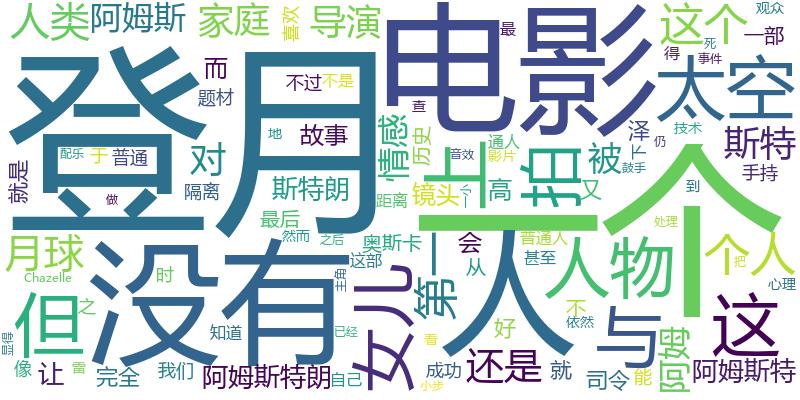 人类
阿姆斯
家庭
喜欢
导演
电影
最
这个
一部
观众
得
死
事件
登月
而
题材
不过
不是
故事
查
太空
技术
斯特
手持
配乐
于
普通
对
地
情感
历史
通人
影片
上
音效
拍
被
泽
下
鼓手
仍
就是
做
隔离
斯特朗
距离
镜头
一小
高
又
到
一个
处理
最后
然而
之后
奥斯卡
第一
会
从
普通人
甚至
人
人物
不
依然
个人
把
心理
月球
Chazelle
但
之
没有
时
知道
主角
这部
已经
女儿
看
好
与
这
显得
像
让
雷
完全
我们
阿姆斯特朗
自己
成功
小步
还是
就
司令
能
阿姆
阿姆斯特